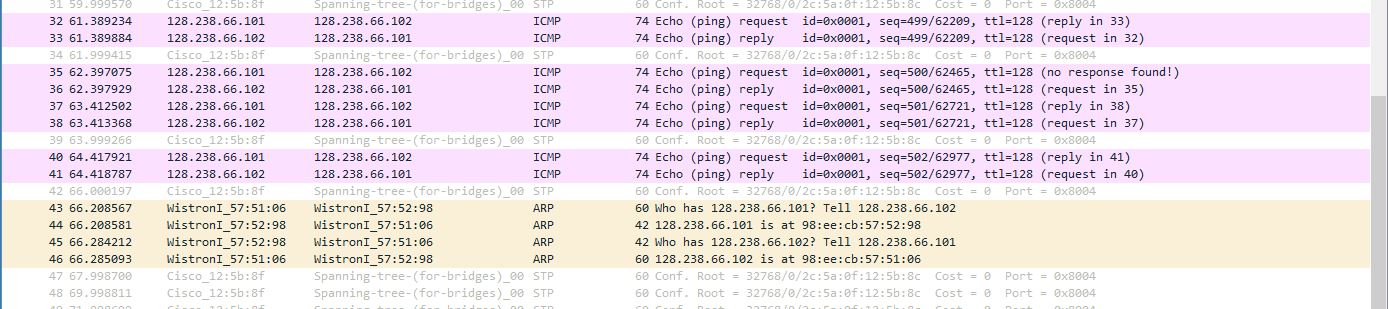 31 59.999570 Cisco_12:5b:8f Spanning-tree-(for-bridges)_00 STP 60 Conf. Root = 32768/0/2c:5a:0f:12:5b:8c Cost = 0 Port = 0x8004
32 61.389234 128.238.66.101 128.238.66.102 ICMP 74 Echo (ping) request id=0x0001, seq=499/62209, ttl=128 (reply in 33)
33 61.389884 128.238.66.102 128.238.66.101 ICMP 74 Echo (ping) reply id=0x0001, seq=499/62209, ttl=128 (request in 32)
34 61.999415 Cisco_12:5b:8f Spanning-tree-(for-bridges)_00 STP 60 Conf. Root = 32768/0/2c:5a:0f:12:5b:8c Cost = 0 Port = 0x8004
35 62.397075 128.238.66.101 128.238.66.102 ICMP 74 Echo (ping) request id=0x0001, seq=500/62465, ttl=128 (no response found!)
36 62.397929 128.238.66.102 128.238.66.101 ICMP 74 Echo (ping) reply id=0x0001, seq=500/62465, ttl=128 (request in 35)
37 63.412502 128.238.66.101 128.238.66.102 ICMP 74 Echo (ping) request id=0x0001, seq=501/62721, ttl=128 (reply in 38)
38 63.413368 128.238.66.102 128.238.66.101 ICMP 74 Echo (ping) reply id=0x0001, seq=501/62721, ttl=128 (request in 37)
39 63.999266 Cisco_12:5b:8f Spanning-tree-(for-bridges)_00 STP 60 Conf. Root = 32768/0/2c:5a:0f:12:5b:8c Cost = 0 Port = 0x8004
40 64.417921 128.238.66.101 128.238.66.102 ICMP 74 Echo (ping) request id=0x0001, seq=502/62977, ttl=128 (reply in 41)
41 64.418787 128.238.66.102 128.238.66.101 ICMP 74 Echo (ping) reply id=0x0001, seq=502/62977, ttl=128 (request in 40)
42 66.000197 Cisco_12:5b:8f Spanning-tree-(for-bridges)_00 STP 60 Conf. Root = 32768/0/2c:5a:0f:12:5b:8c Cost = 0 Port = 0x8004
43 66.208567 WistronI_57:51:06 WistronI_57:52:98 ARP 60 Who has 128.238.66.101? Tell 128.238.66.102
44 66.208581 WistronI_57:52:98 WistronI_57:51:06 ARP 42 128.238.66.101 is at 98:ee:cb:57:52:98
45 66.284212 WistronI_57:52:98 WistronI_57:51:06 ARP 42 Who has 128.238.66.102? Tell 128.238.66.101
46 66.285093 WistronI_57:51:06 WistronI_57:52:98 ARP 60 128.238.66.102 is at 98:ee:cb:57:51:06
47 67.998700 Cisco_12:5b:8f Spanning-tree-(for-bridges)_00 STP 60 Conf. Root = 32768/0/2c:5a:0f:12:5b:8c Cost = 0 Port = 0x8004
48 69.998811 Cisco_12:5b:8f Spanning-tree-(for-bridges)_00 STP 60 Conf. Root = 32768/0/2c:5a:0f:12:5b:8c Cost = 0 Port = 0x8004